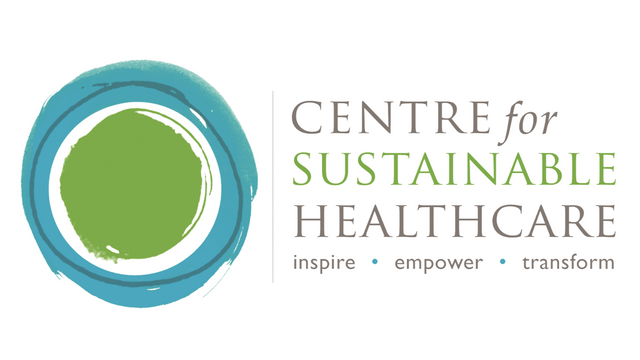 CENTRE for
SUSTAINABLE
HEALTHCARE
inspire • empower • transform